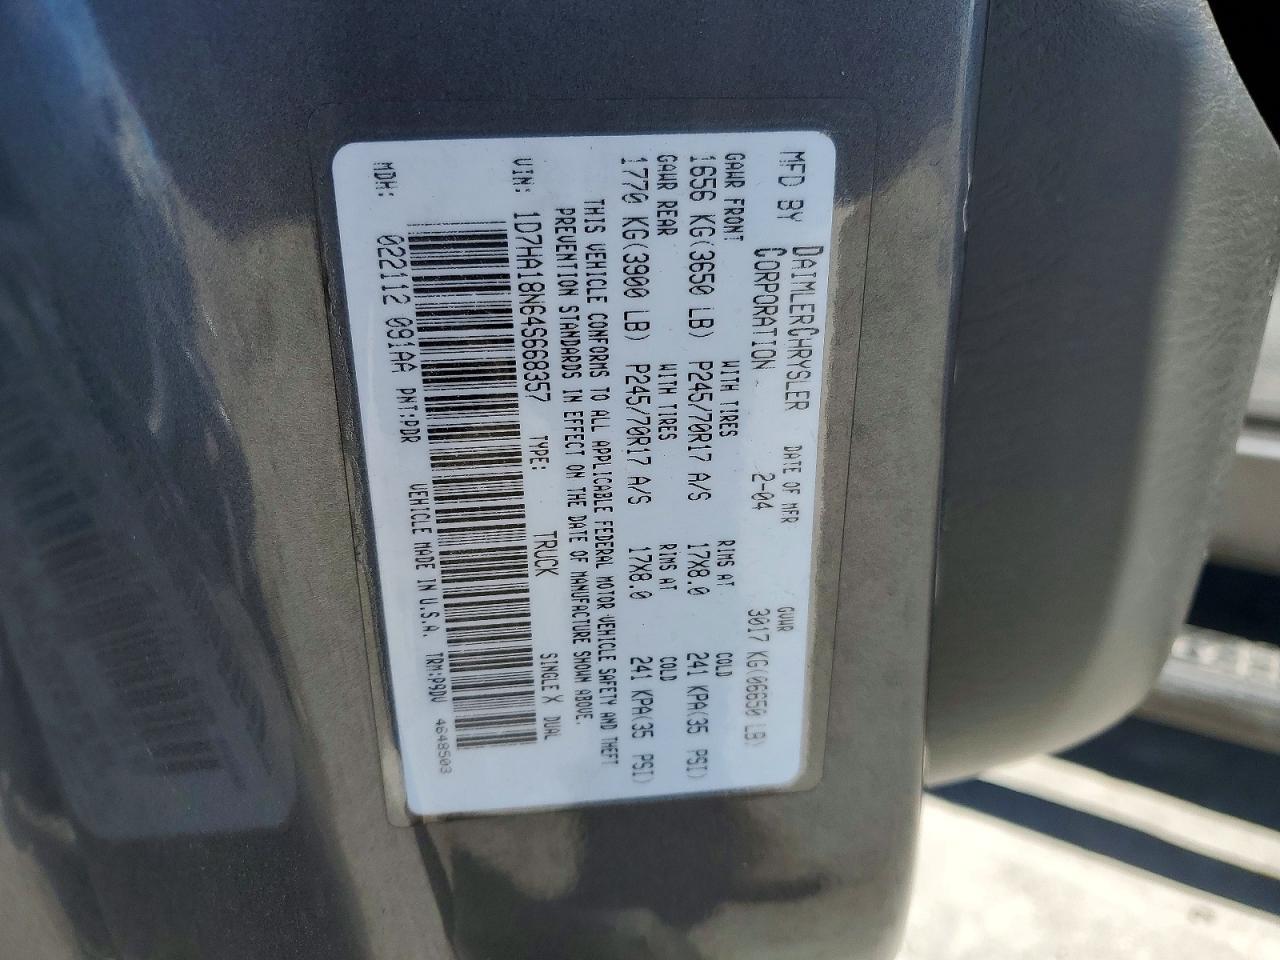 MFD BY DAIMLERCHRYSLER CORPORATION DATE OF MFR 2-04 GVWR 3017 KG(06650 LB)
GAWR FRONT WITH TIRES RIMS AT COLD
1656 KG(3650 LB) P245/70R17 A/S 17X8.0 241 KPA(35 PSI)
GAWR REAR WITH TIRES RIMS AT COLD
1770 KG(3900 LB) P245/70R17 A/S 17X8.0 241 KPA(35 PSI)
THIS VEHICLE CONFORMS TO ALL APPLICABLE FEDERAL MOTOR VEHICLE SAFETY AND THEFT
PREVENTION STANDARDS IN EFFECT ON THE DATE OF MANUFACTURE SHOWN ABOVE.
VIN: 1D7HA18N64S668357 TYPE: TRUCK SINGLE X DUAL
MDH: 022112 091AA PNT:PDR VEHICLE MADE IN U.S.A. TRM:P9DV 4648503